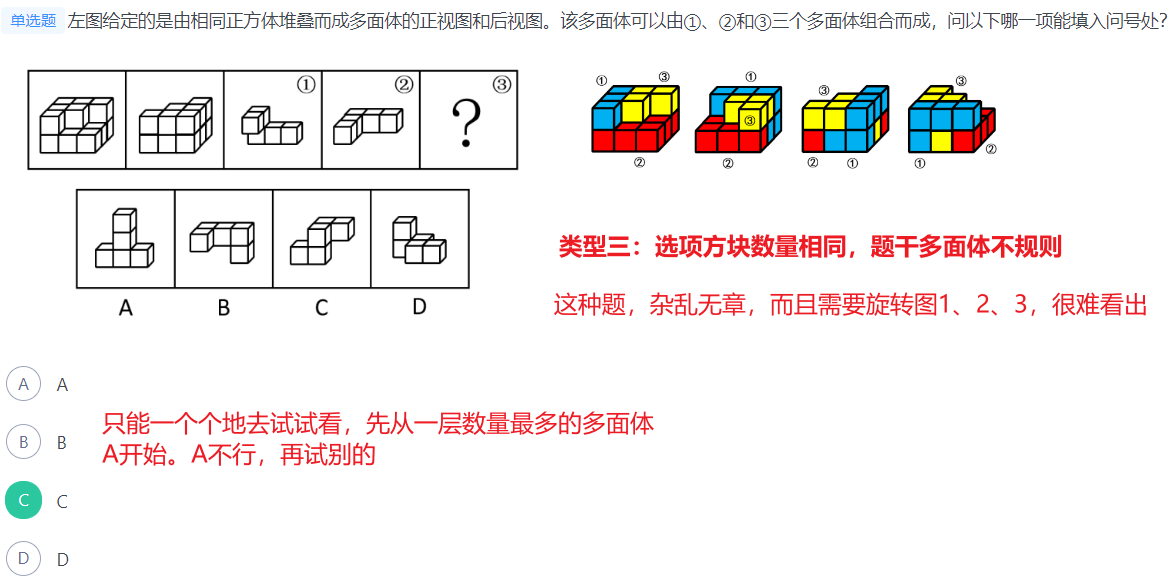 单选题 左图给定的是由相同正方体堆叠而成多面体的正视图和后视图。该多面体可以由①、②和③三个多面体组合而成，问以下哪一项能填入问号处?
① ② ③
?
A B C D
① ③ ②
① ③ ②
③ ② ①
③ ② ①
类型三：选项方块数量相同，题干多面体不规则
这种题，杂乱无章，而且需要旋转图1、2、3，很难看出
A A
只能一个个地去试试看，先从一层数量最多的多面体
A开始。A不行，再试别的
B B
C C
D D